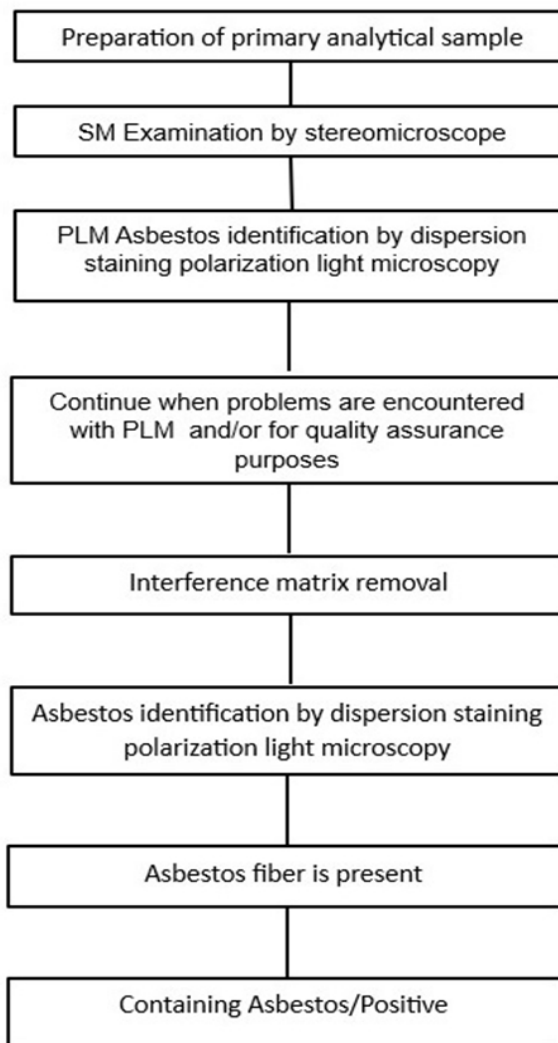 Preparation of primary analytical sample
SM Examination by stereomicroscope
PLM Asbestos identification by dispersion
staining polarization light microscopy
Continue when problems are encountered
with PLM and/or for quality assurance
purposes
Interference matrix removal
Asbestos identification by dispersion staining
polarization light microscopy
Asbestos fiber is present
Containing Asbestos/Positive